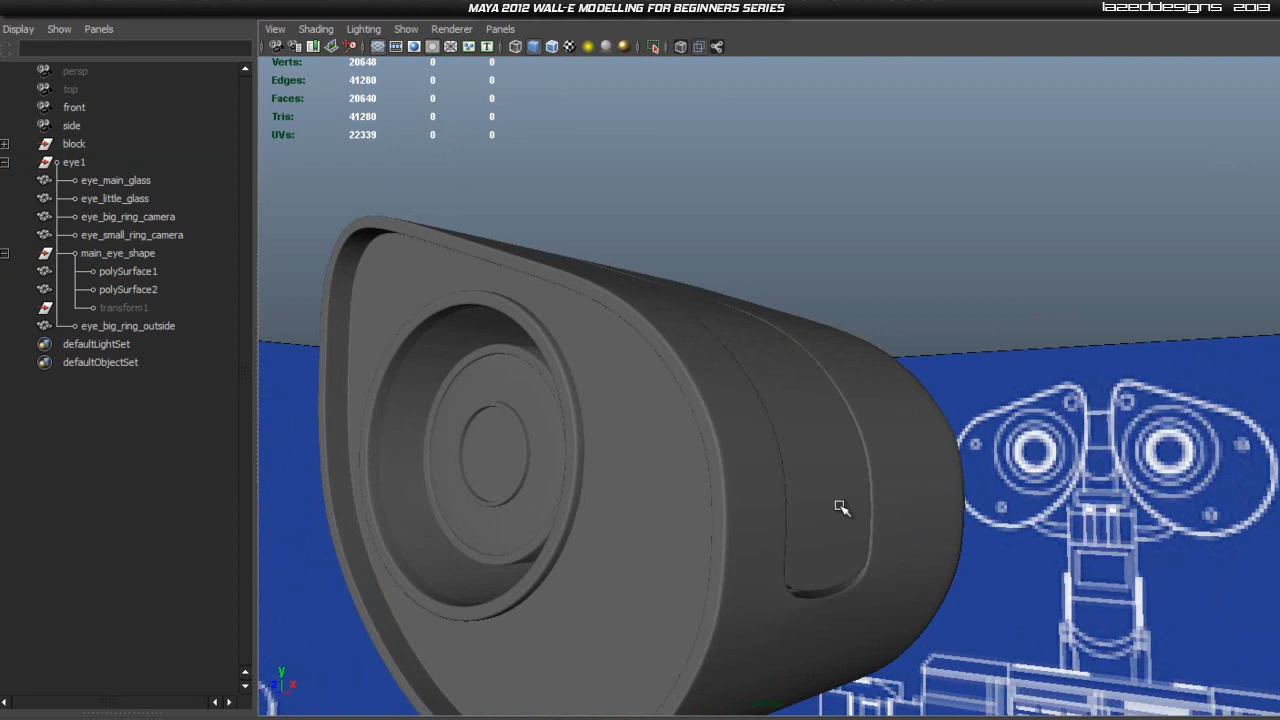 MAYA 2012 WALL-E MODELLING FOR BEGINNERS SERIES
LAZEDDESIGNS 2013
Display Show Panels
View Shading Lighting Show Renderer Panels
persp
top
front
side
block
eye1
eye_main_glass
eye_little_glass
eye_big_ring_camera
eye_small_ring_camera
main_eye_shape
polySurface1
polySurface2
transform1
eye_big_ring_outside
defaultLightSet
defaultObjectSet
Verts: 20648 0 0
Edges: 41280 0 0
Faces: 20640 0 0
Tris: 41280 0 0
UVs: 22339 0 0
y
z x